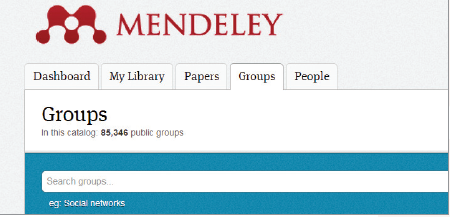 MENDELEY
Dashboard My Library Papers Groups People
Groups
In this catalog 85,346 public groups
Search groups...
eg: Social networks